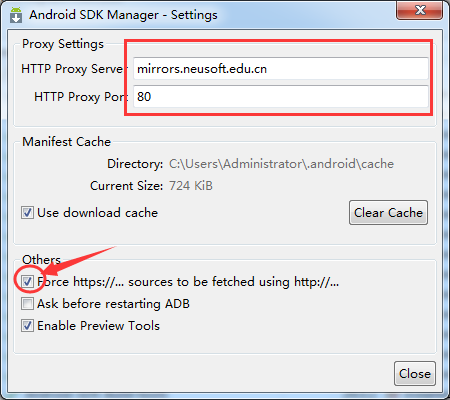 Android SDK Manager - Settings
Proxy Settings
HTTP Proxy Server mirrors.neusoft.edu.cn
HTTP Proxy Port 80
Manifest Cache
Directory: C:\Users\Administrator\.android\cache
Current Size: 724 KiB
Use download cache Clear Cache
Others
Force https://... sources to be fetched using http://...
Ask before restarting ADB
Enable Preview Tools
Close